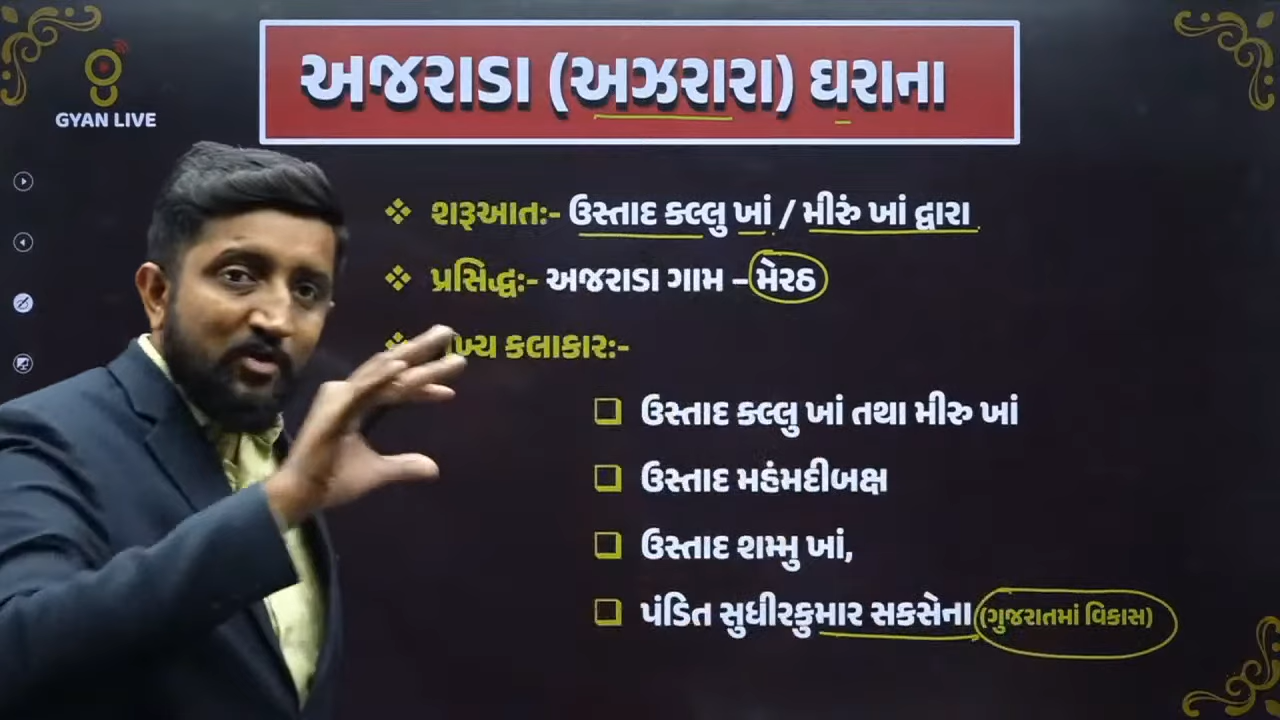 અજરાડા (અઝરારા) ઘરાના
GYAN LIVE
❖ શરૂઆતઃ- ઉસ્તાદ કલ્લુ ખાં / મીરું ખાં દ્વારા
❖ પ્રસિદ્ધઃ- અજરાડા ગામ – મેરઠ
❖ કલાકારઃ-
❑ ઉસ્તાદ કલ્લુ ખાં તથા મીરુ ખાં
❑ ઉસ્તાદ મહંમદીબક્ષ
❑ ઉસ્તાદ શમ્મુ ખાં,
❑ પંડિત સુધીરકુમાર સકસેના (ગુજરાતમાં વિકાસ)